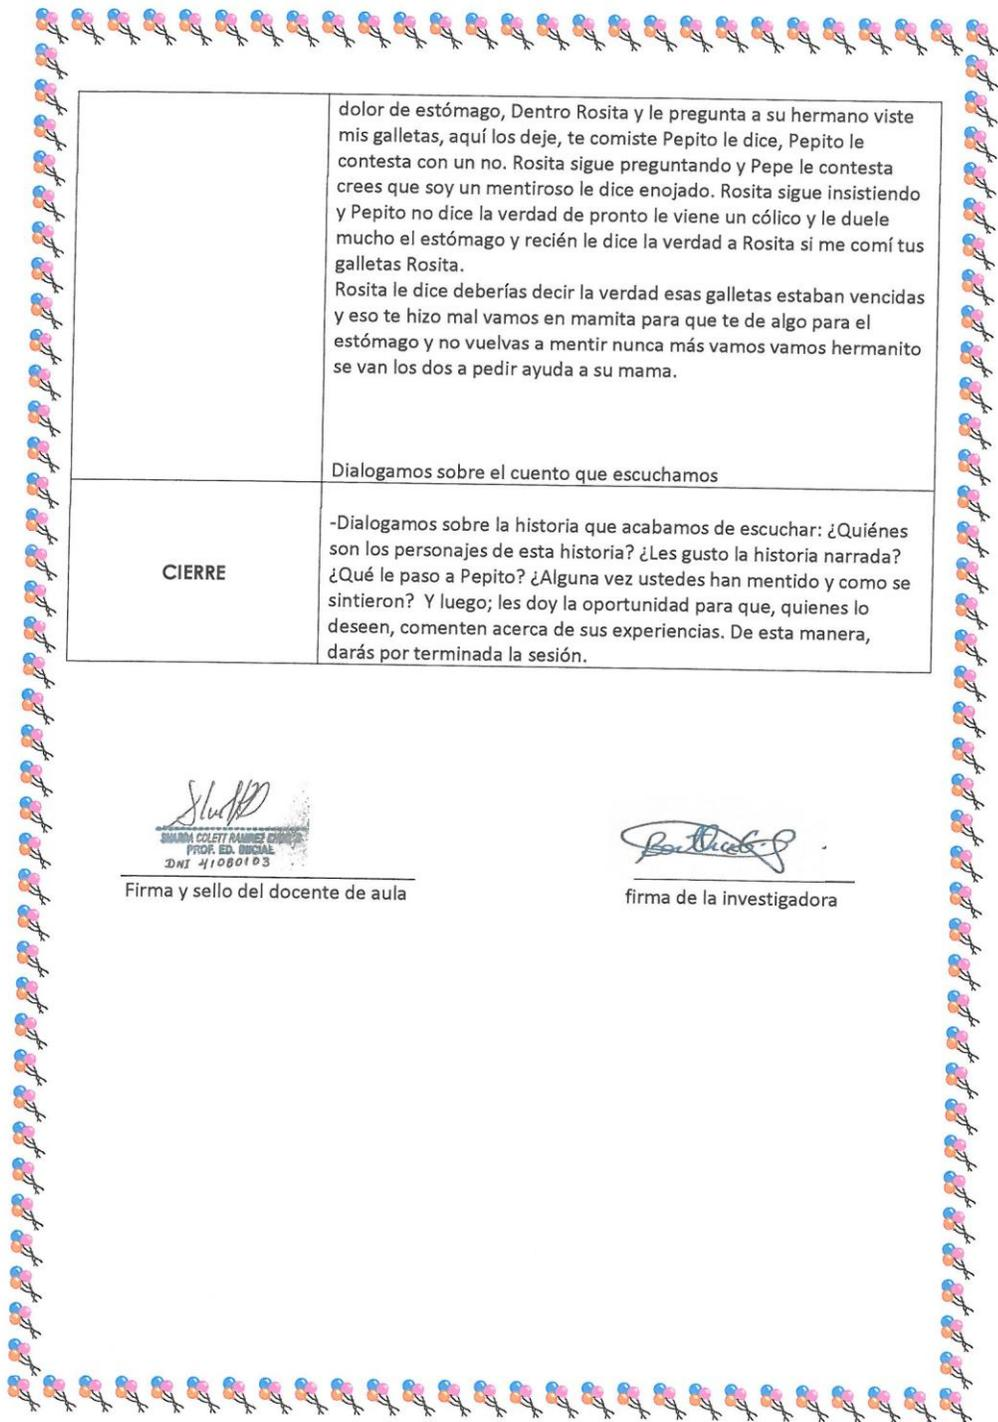 dolor de estómago, Dentro Rosita y le pregunta a su hermano viste
mis galletas, aquí los deje, te comiste Pepito le dice, Pepito le
contesta con un no. Rosita sigue preguntando y Pepe le contesta
crees que soy un mentiroso le dice enojado. Rosita sigue insistiendo
y Pepito no dice la verdad de pronto le viene un cólico y le duele
mucho el estómago y recién le dice la verdad a Rosita si me comí tus
galletas Rosita.
Rosita le dice deberías decir la verdad esas galletas estaban vencidas
y eso te hizo mal vamos en mamita para que te de algo para el
estómago y no vuelvas a mentir nunca más vamos vamos hermanito
se van los dos a pedir ayuda a su mama.
Dialogamos sobre el cuento que escuchamos
CIERRE
-Dialogamos sobre la historia que acabamos de escuchar: ¿Quiénes
son los personajes de esta historia? ¿Les gusto la historia narrada?
¿Qué le paso a Pepito? ¿Alguna vez ustedes han mentido y como se
sintieron? Y luego; les doy la oportunidad para que, quienes lo
deseen, comenten acerca de sus experiencias. De esta manera,
darás por terminada la sesión.
COLETT
PROF. ED. INICIAL
DNI 41080103
Firma y sello del docente de aula
firma de la investigadora